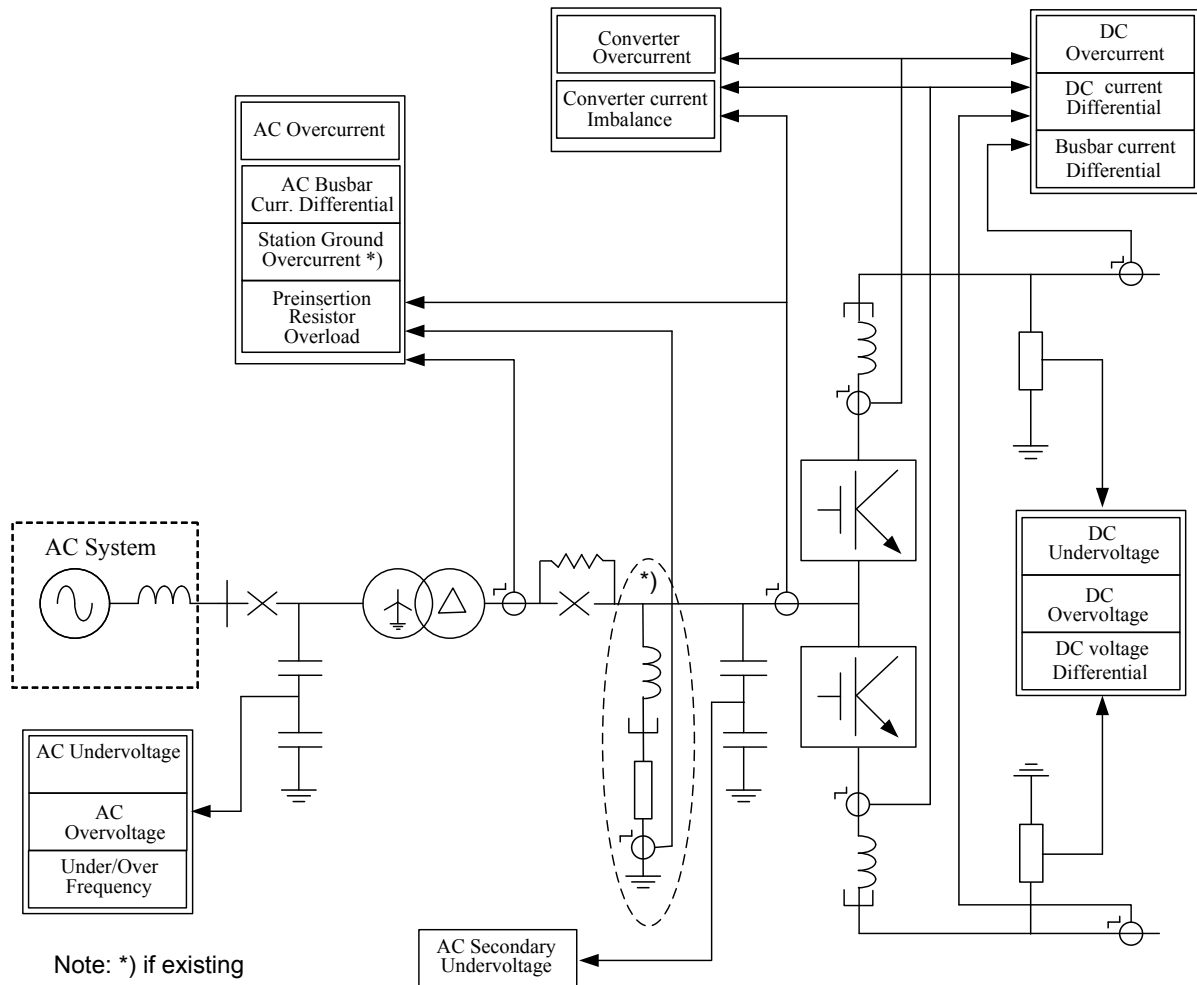 Converter
Overcurrent
Converter current
Imbalance
DC
Overcurrent
DC current
Differential
Busbar current
Differential
AC Overcurrent
AC Busbar
Curr. Differential
Station Ground
Overcurrent *)
Preinsertion
Resistor
Overload
AC System
*)
DC
Undervoltage
DC
Overvoltage
DC voltage
Differential
AC Undervoltage
AC
Overvoltage
Under/Over
Frequency
AC Secondary
Undervoltage
Note: *) if existing